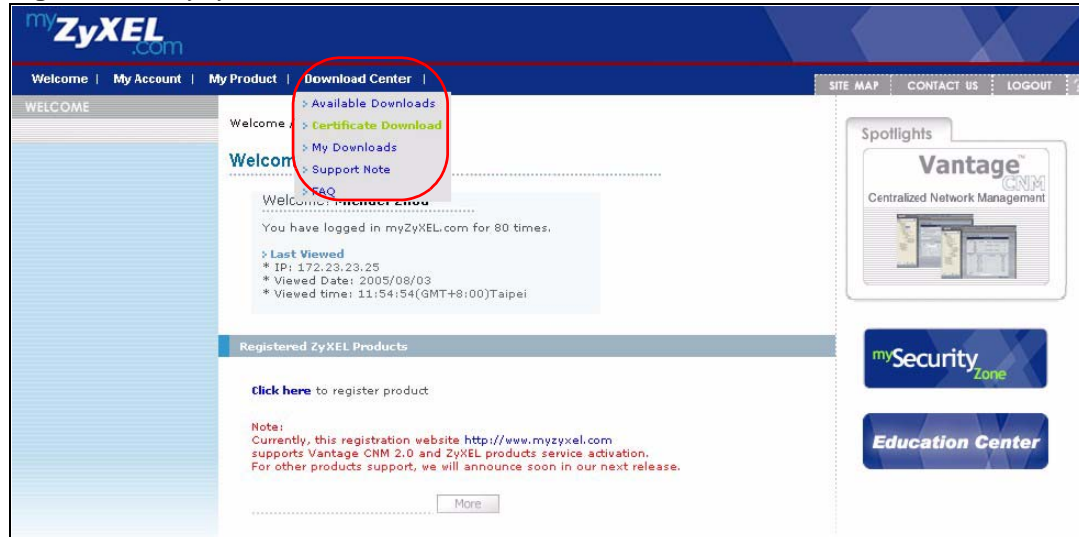 myZyXEL.com
Welcome | My Account | My Product | Download Center |
SITE MAP CONTACT US LOGOUT ?
WELCOME
> Available Downloads
> Certificate Download
> My Downloads
> Support Note
> FAQ
Welcome /
Welcom
Welcome!
You have logged in myZyXEL.com for 80 times.
> Last Viewed
* IP: 172.23.23.25
* Viewed Date: 2005/08/03
* Viewed time: 11:54:54(GMT+8:00)Taipei
Registered ZyXEL Products
Click here to register product
Note:
Currently, this registration website http://www.myzyxel.com
supports Vantage CNM 2.0 and ZyXEL products service activation.
For other products support, we will announce soon in our next release.
More
Spotlights
Vantage™
CNM
Centralized Network Management
mySecurity Zone
Education Center